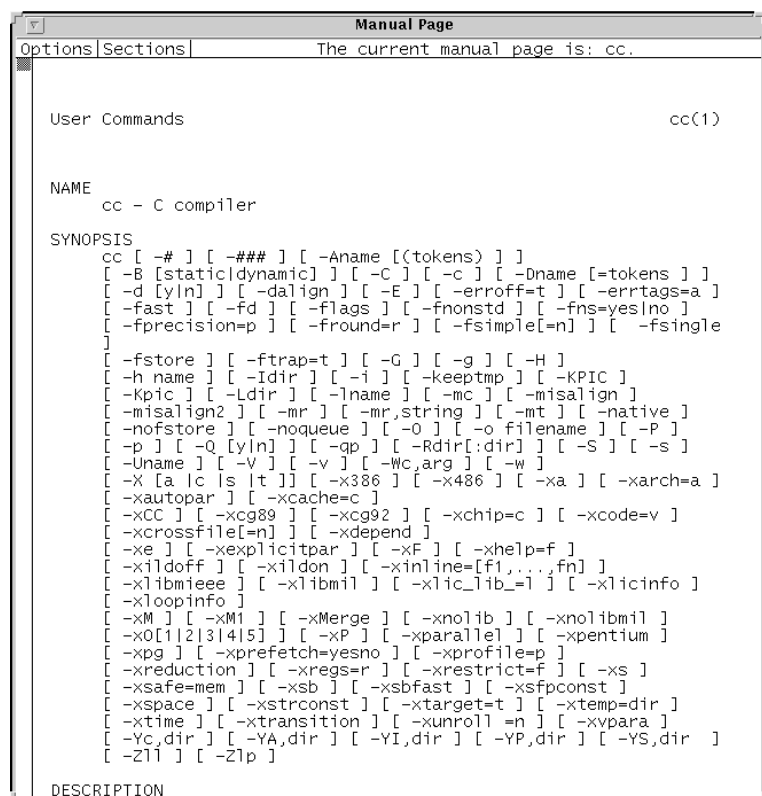 Manual Page
Options Sections The current manual page is: cc.
User Commands cc(1)
NAME
cc - C compiler
SYNOPSIS
cc [ -# ] [ -### ] [ -Aname [(tokens) ] ]
[ -B [static|dynamic] ] [ -C ] [ -c ] [ -Dname [=tokens ] ]
[ -d [y|n] ] [ -dalign ] [ -E ] [ -erroff=t ] [ -errtags=a ]
[ -fast ] [ -fd ] [ -flags ] [ -fnonstd ] [ -fns=yes|no ]
[ -fprecision=p ] [ -fround=r ] [ -fsimple[=n] ] [ -fsingle
]
[ -fstore ] [ -ftrap=t ] [ -G ] [ -g ] [ -H ]
[ -h name ] [ -Idir ] [ -i ] [ -keeptmp ] [ -KPIC ]
[ -Kpic ] [ -Ldir ] [ -lname ] [ -mc ] [ -misalign ]
[ -misalign2 ] [ -mr ] [ -mr,string ] [ -mt ] [ -native ]
[ -nofstore ] [ -noqueue ] [ -O ] [ -o filename ] [ -P ]
[ -p ] [ -Q [y|n] ] [ -qp ] [ -Rdir[:dir] ] [ -S ] [ -s ]
[ -Uname ] [ -V ] [ -v ] [ -Wc,arg ] [ -w ]
[ -X [a |c |s |t ]] [ -x386 ] [ -x486 ] [ -xa ] [ -xarch=a ]
[ -xautopar ] [ -xcache=c ]
[ -xCC ] [ -xcg89 ] [ -xcg92 ] [ -xchip=c ] [ -xcode=v ]
[ -xcrossfile[=n] ] [ -xdepend ]
[ -xe ] [ -xexplicitpar ] [ -xF ] [ -xhelp=f ]
[ -xildoff ] [ -xildon ] [ -xinline=[f1,...,fn] ]
[ -xlibmieee ] [ -xlibmil ] [ -xlic_lib_=l ] [ -xlicinfo ]
[ -xloopinfo ]
[ -xM ] [ -xM1 ] [ -xMerge ] [ -xnolib ] [ -xnolibmil ]
[ -xO[1|2|3|4|5] ] [ -xP ] [ -xparallel ] [ -xpentium ]
[ -xpg ] [ -xprefetch=yesno ] [ -xprofile=p ]
[ -xreduction ] [ -xregs=r ] [ -xrestrict=f ] [ -xs ]
[ -xsafe=mem ] [ -xsb ] [ -xsbfast ] [ -xsfpconst ]
[ -xspace ] [ -xstrconst ] [ -xtarget=t ] [ -xtemp=dir ]
[ -xtime ] [ -xtransition ] [ -xunroll =n ] [ -xvpara ]
[ -Yc,dir ] [ -YA,dir ] [ -YI,dir ] [ -YP,dir ] [ -YS,dir ]
[ -Zll ] [ -Zlp ]
DESCRIPTION